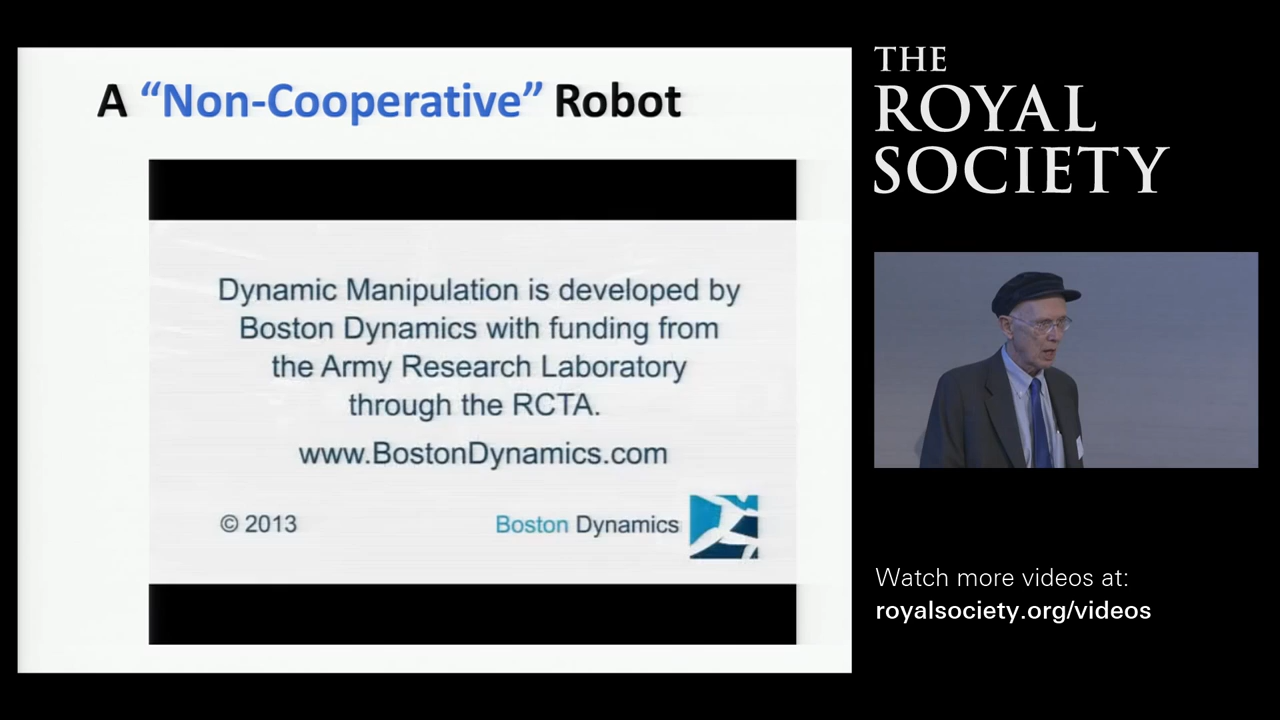 A “Non-Cooperative” Robot
Dynamic Manipulation is developed by
Boston Dynamics with funding from
the Army Research Laboratory
through the RCTA.
www.BostonDynamics.com
© 2013
Boston Dynamics
THE
ROYAL
SOCIETY
Watch more videos at:
royalsociety.org/videos